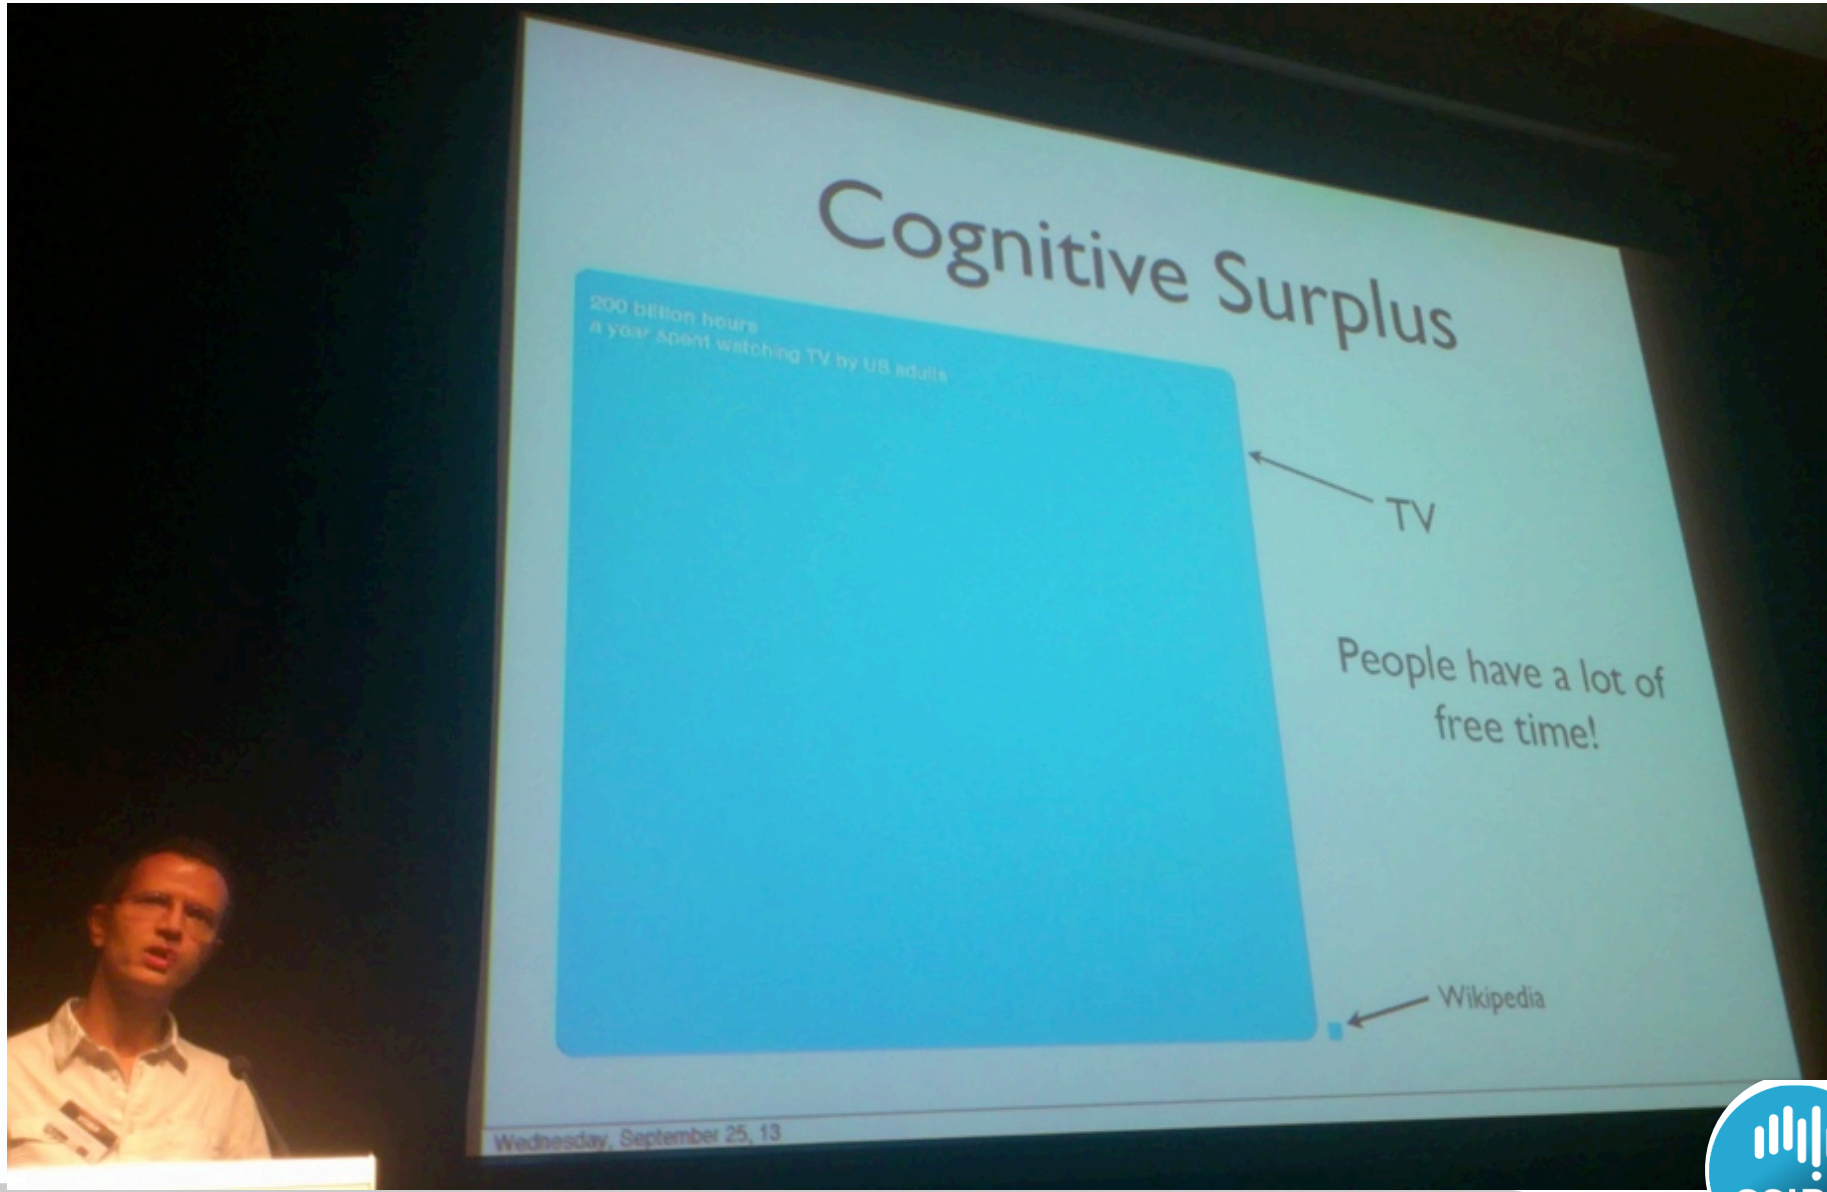 Cognitive Surplus
200 billion hours
a year spent watching TV by US adults
TV
People have a lot of
free time!
Wikipedia
Wednesday, September 25, 13